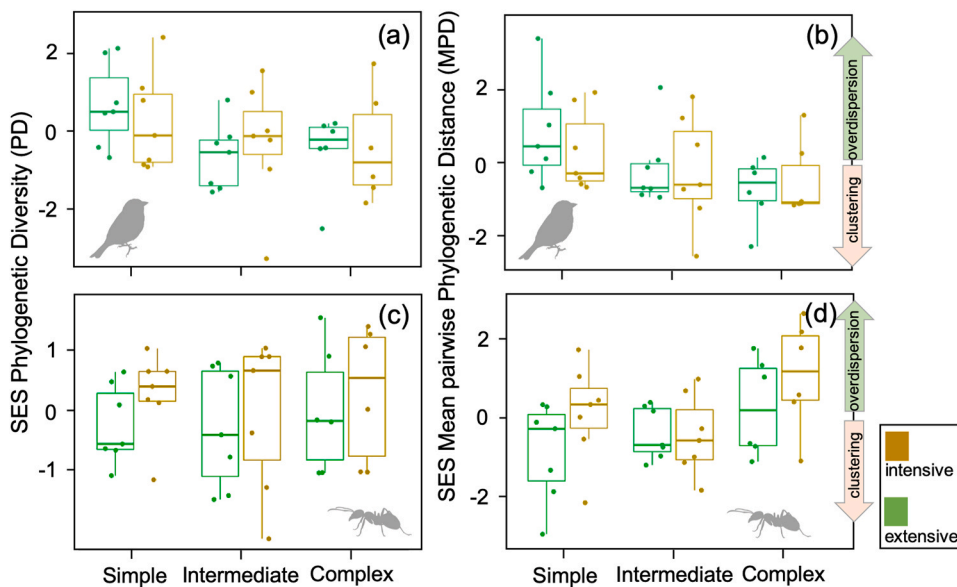 SES Phylogenetic Diversity (PD)
(a)
2
0
-2
SES Mean pairwise Phylogenetic Distance (MPD)
(b)
2
0
-2
overdispersion
clustering
(c)
1
0
-1
Simple Intermediate Complex
(d)
2
0
-2
Simple Intermediate Complex
overdispersion
clustering
intensive
extensive